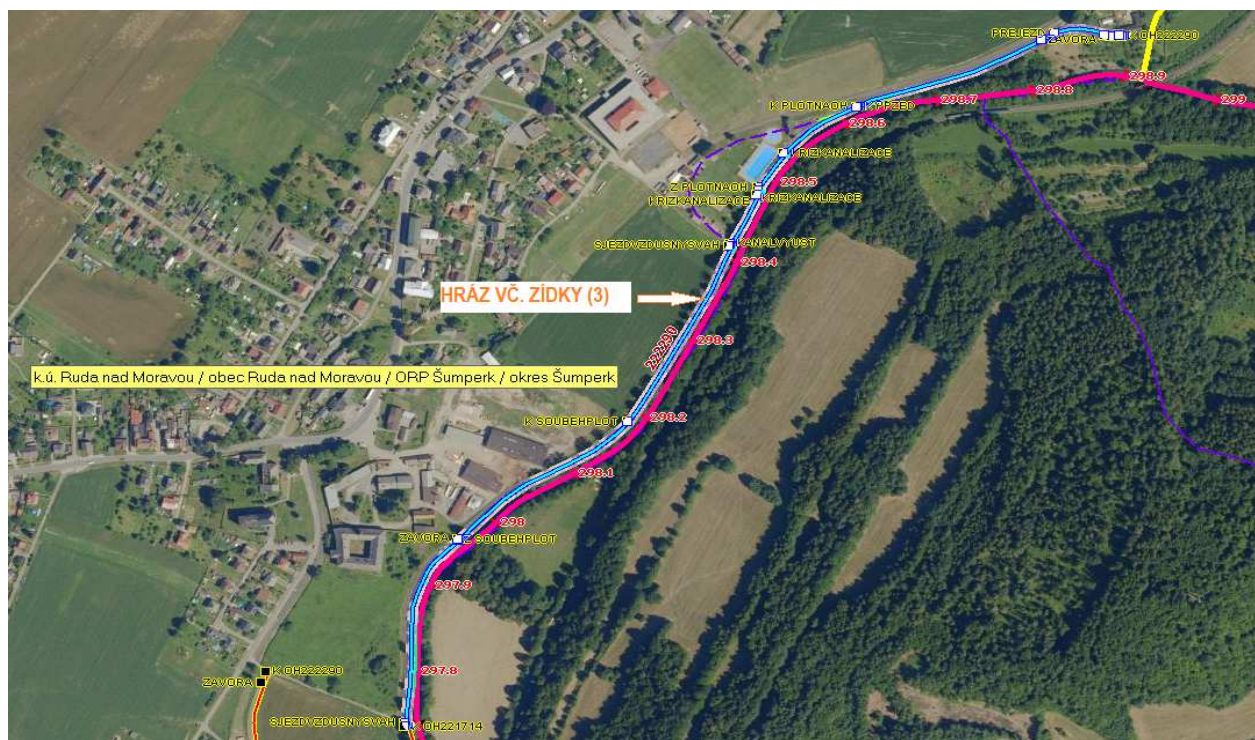 PREJEZD
ZAVORA
K OH222290
298.9
299
298.8
298.7
K PLOTNAOH
298.6
KRIZKANALIZACE
298.5
Z PLOTNAOH
KRIZKANALIZACE
KRIZKANALIZACE
SJEZDVZDUSNYSVAH
KANALVYUST
298.4
HRÁZ VČ. ZÍDKY (3)
298.3
222290
k.ú. Ruda nad Moravou / obec Ruda nad Moravou / ORP Šumperk / okres Šumperk
K SOUBEHPLOT
298.2
298.1
298
ZAVORA
Z SOUBEHPLOT
297.9
K OH222290
ZAVORA
297.8
SJEZDVZDUSNYSVAH
K OH221714